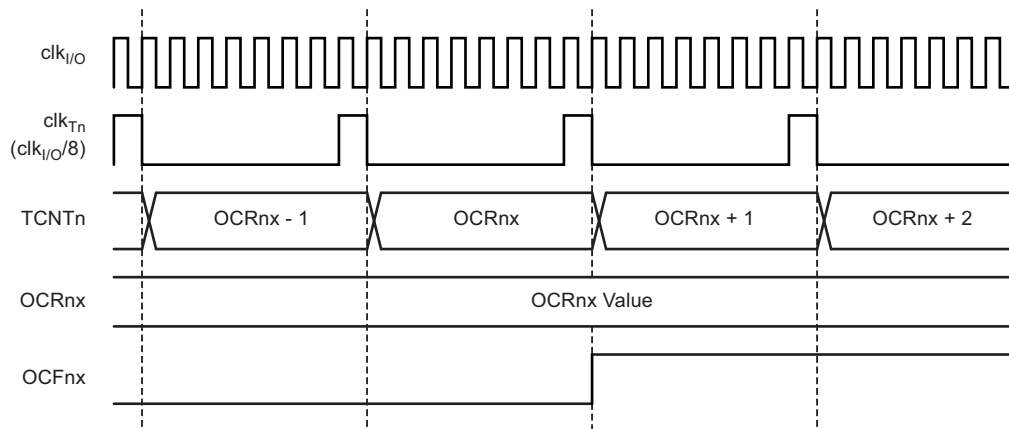 clkI/O
clkTn
(clkI/O/8)
TCNTn OCRnx - 1 OCRnx OCRnx + 1 OCRnx + 2
OCRnx OCRnx Value
OCFnx